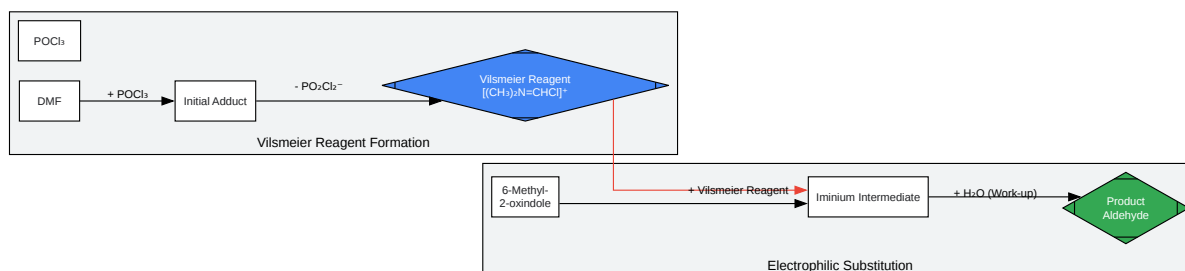 POCl₃
DMF
+ POCl₃
Initial Adduct
- PO₂Cl₂⁻
Vilsmeier Reagent
[(CH₃)₂N=CHCl]⁺
Vilsmeier Reagent Formation
6-Methyl-
2-oxindole
+ Vilsmeier Reagent
Iminium Intermediate
+ H₂O (Work-up)
Product
Aldehyde
Electrophilic Substitution